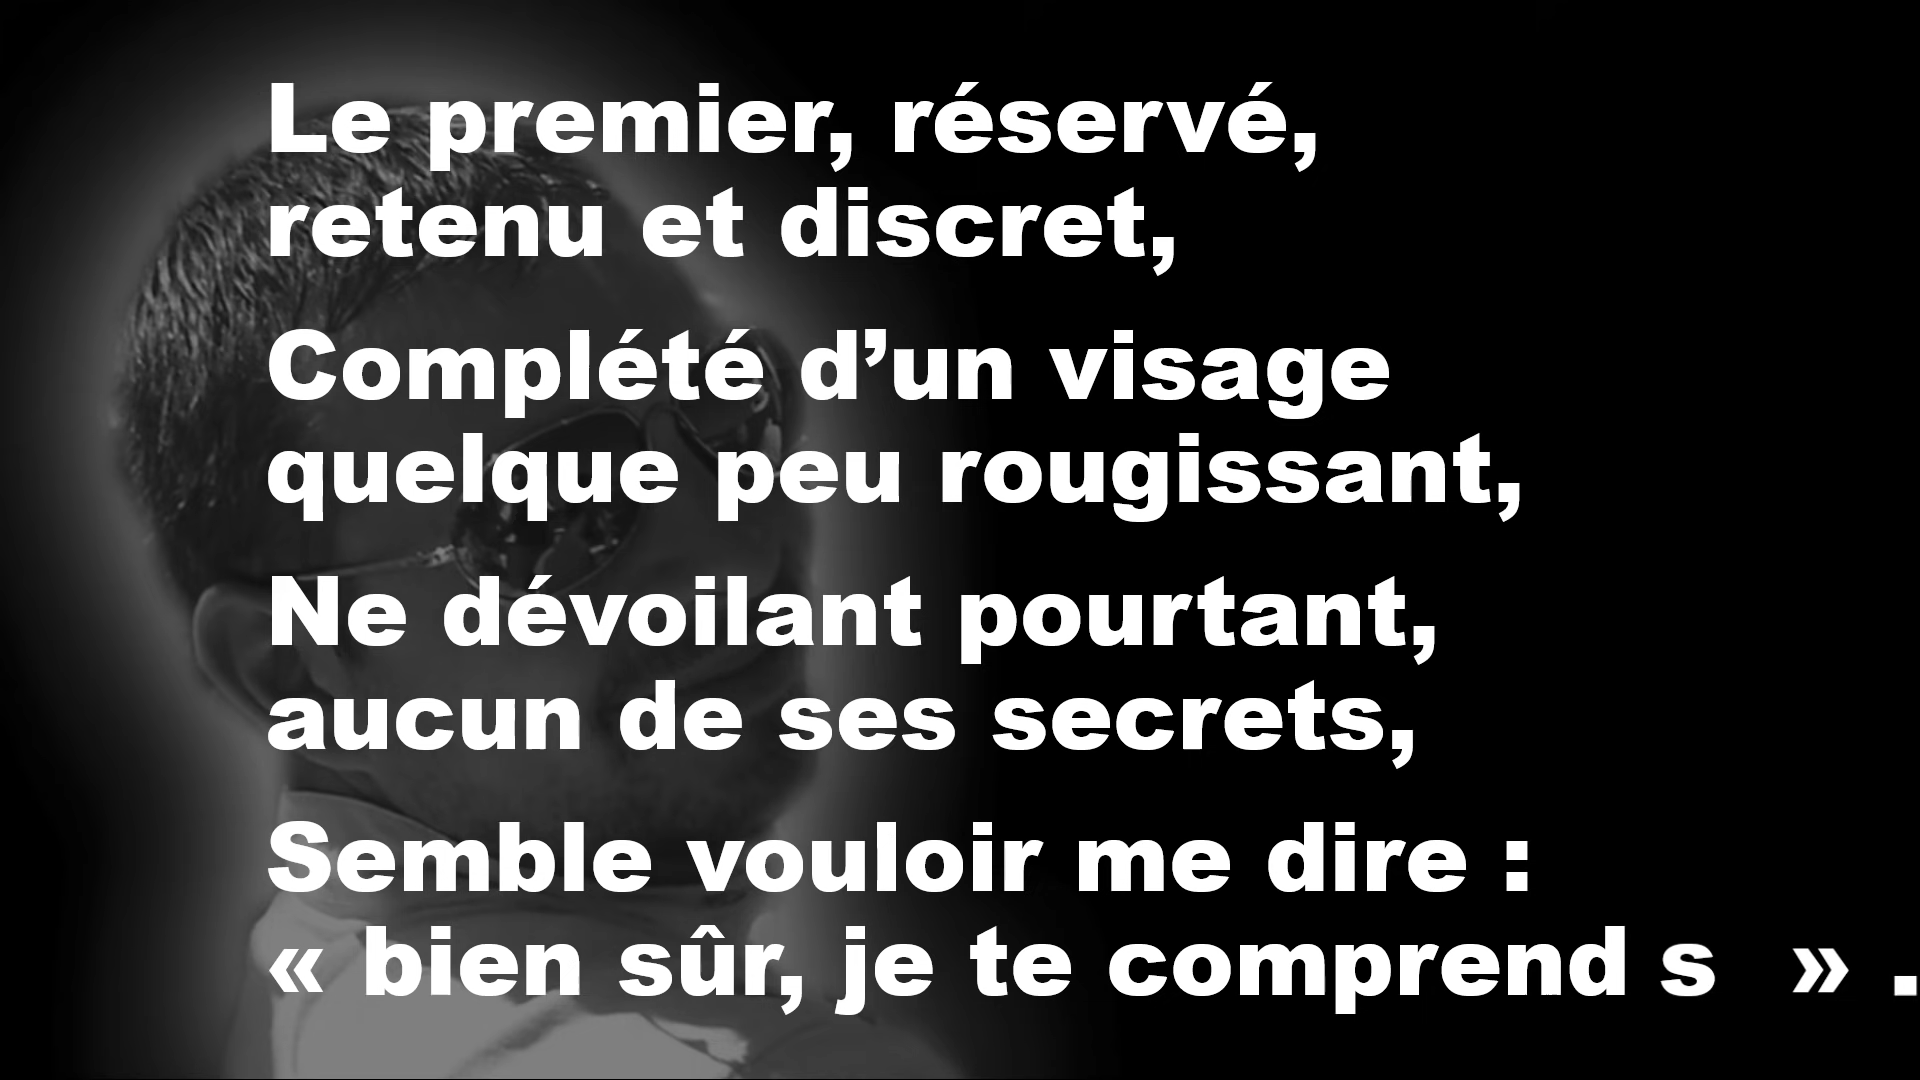 Le premier, réservé,
retenu et discret,
Complété d’un visage
quelque peu rougissant,
Ne dévoilant pourtant,
aucun de ses secrets,
Semble vouloir me dire :
« bien sûr, je te comprend s  » .